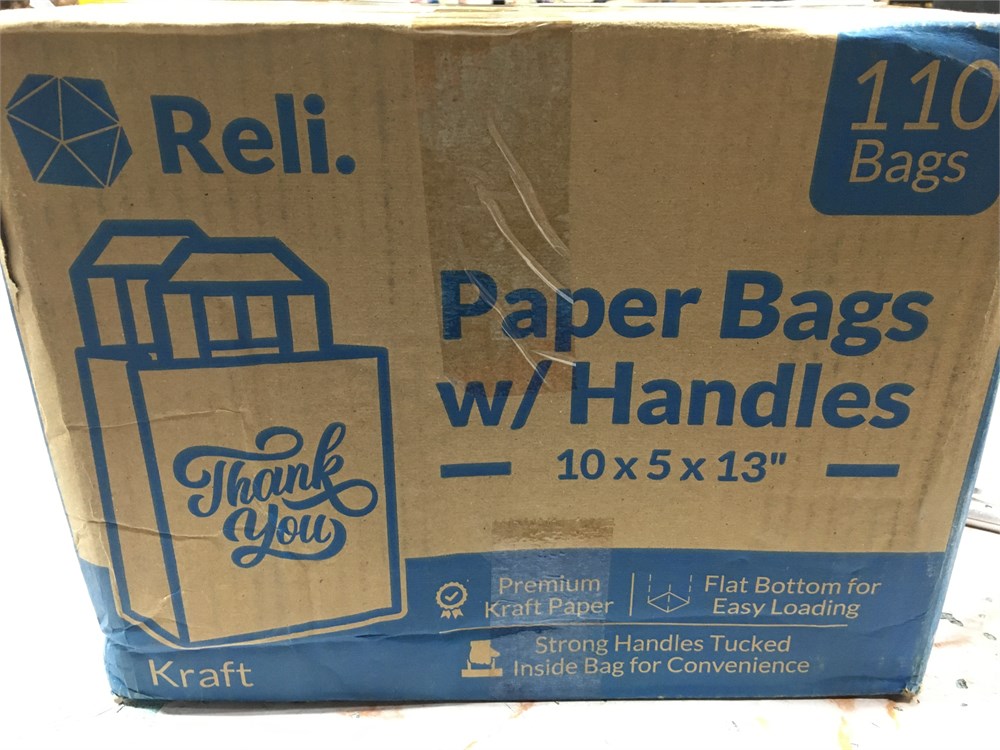 Reli.
110
Bags
Paper Bags
w/ Handles
10 x 5 x 13"
Thank
You
Premium
Kraft Paper
Flat Bottom for
Easy Loading
Strong Handles Tucked
Inside Bag for Convenience
Kraft